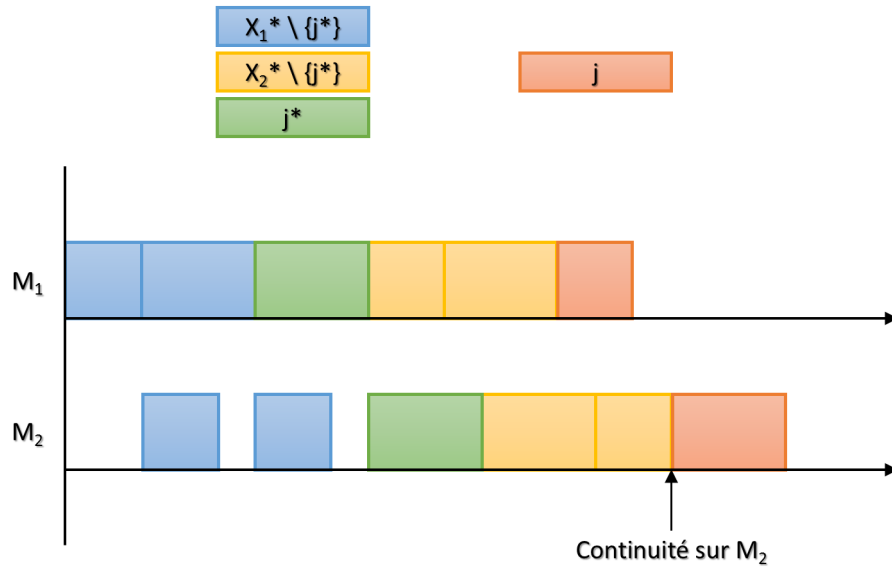 X₁* \ {j*}
X₂* \ {j*}
j
j*
M₁
M₂
Continuité sur M₂